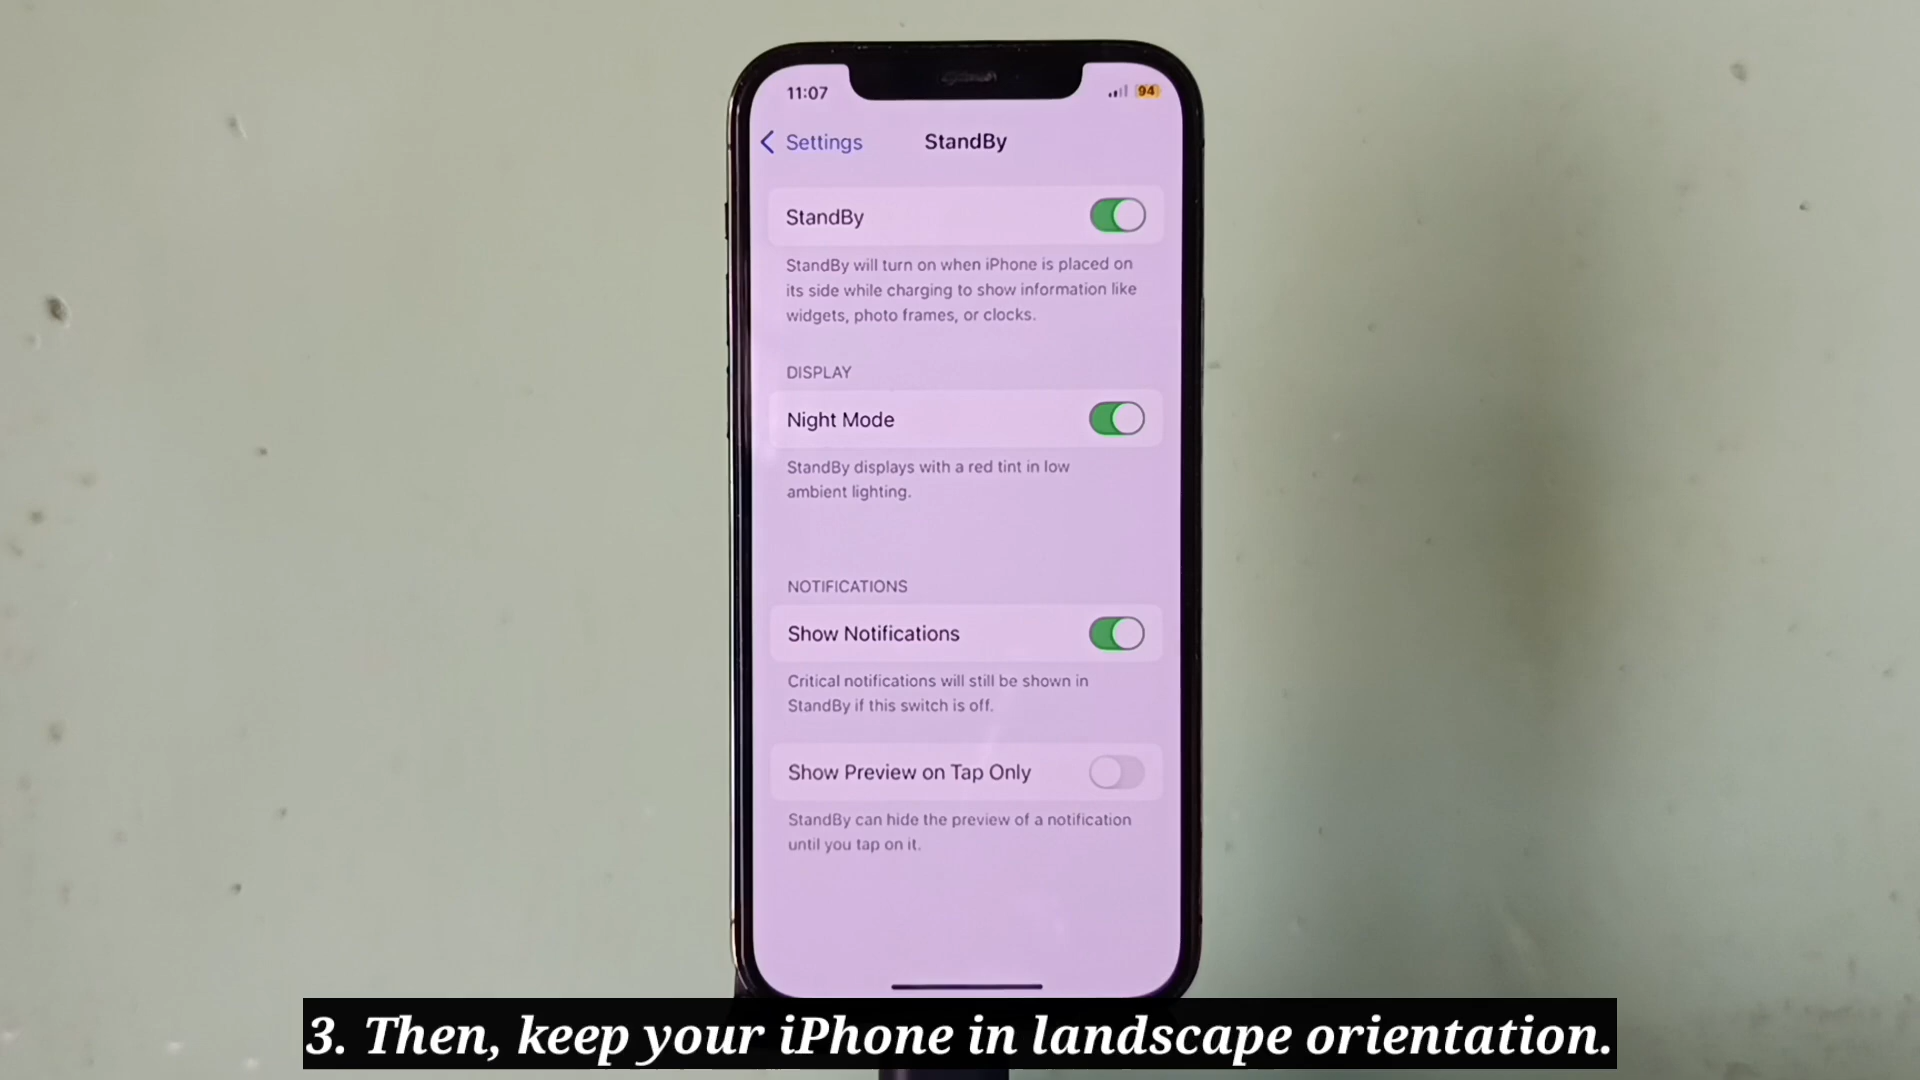 11:07
94
Settings
StandBy
StandBy
StandBy will turn on when iPhone is placed on
its side while charging to show information like
widgets, photo frames, or clocks.
DISPLAY
Night Mode
StandBy displays with a red tint in low
ambient lighting.
NOTIFICATIONS
Show Notifications
Critical notifications will still be shown in
StandBy if this switch is off.
Show Preview on Tap Only
StandBy can hide the preview of a notification
until you tap on it.
3. Then, keep your iPhone in landscape orientation.